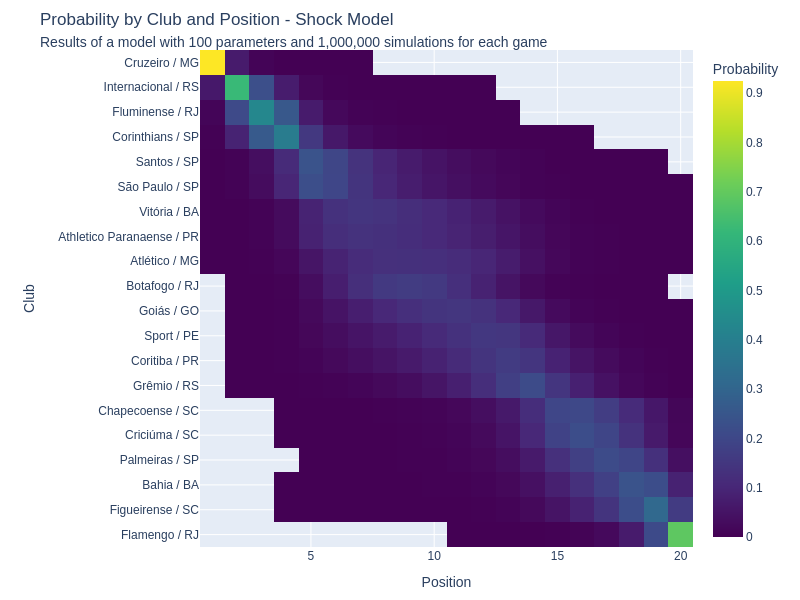 Probability by Club and Position - Shock Model
Results of a model with 100 parameters and 1,000,000 simulations for each game
Probability
Cruzeiro / MG
Internacional / RS
Fluminense / RJ
Corinthians / SP
Santos / SP
São Paulo / SP
Vitória / BA
Athletico Paranaense / PR
Atlético / MG
Botafogo / RJ
Goiás / GO
Sport / PE
Coritiba / PR
Grêmio / RS
Chapecoense / SC
Criciúma / SC
Palmeiras / SP
Bahia / BA
Figueirense / SC
Flamengo / RJ
Club
0.9
0.8
0.7
0.6
0.5
0.4
0.3
0.2
0.1
0
5
10
15
20
Position